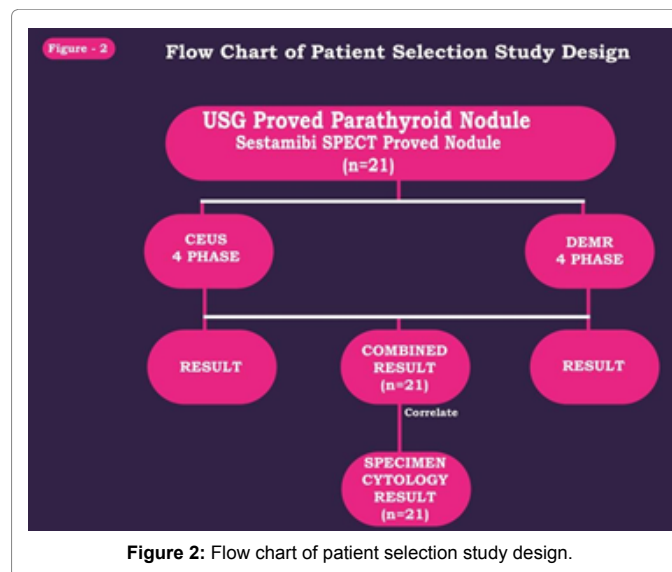 Figure - 2
Flow Chart of Patient Selection Study Design
USG Proved Parathyroid Nodule
Sestamibi SPECT Proved Nodule
(n=21)
CEUS
4 PHASE
DEMR
4 PHASE
RESULT
COMBINED
RESULT
(n=21)
RESULT
Correlate
SPECIMEN
CYTOLOGY
RESULT
(n=21)
Figure 2: Flow chart of patient selection study design.